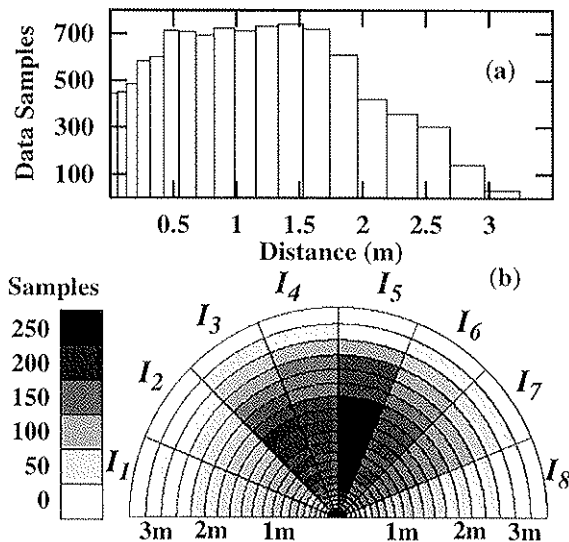 700
500
300
100
Data Samples
(a)
0.5 1 1.5 2 2.5 3
Distance (m)
(b)
Samples
250
200
150
100
50
0
I1
I2
I3
I4
I5
I6
I7
I8
3m 2m 1m 1m 2m 3m